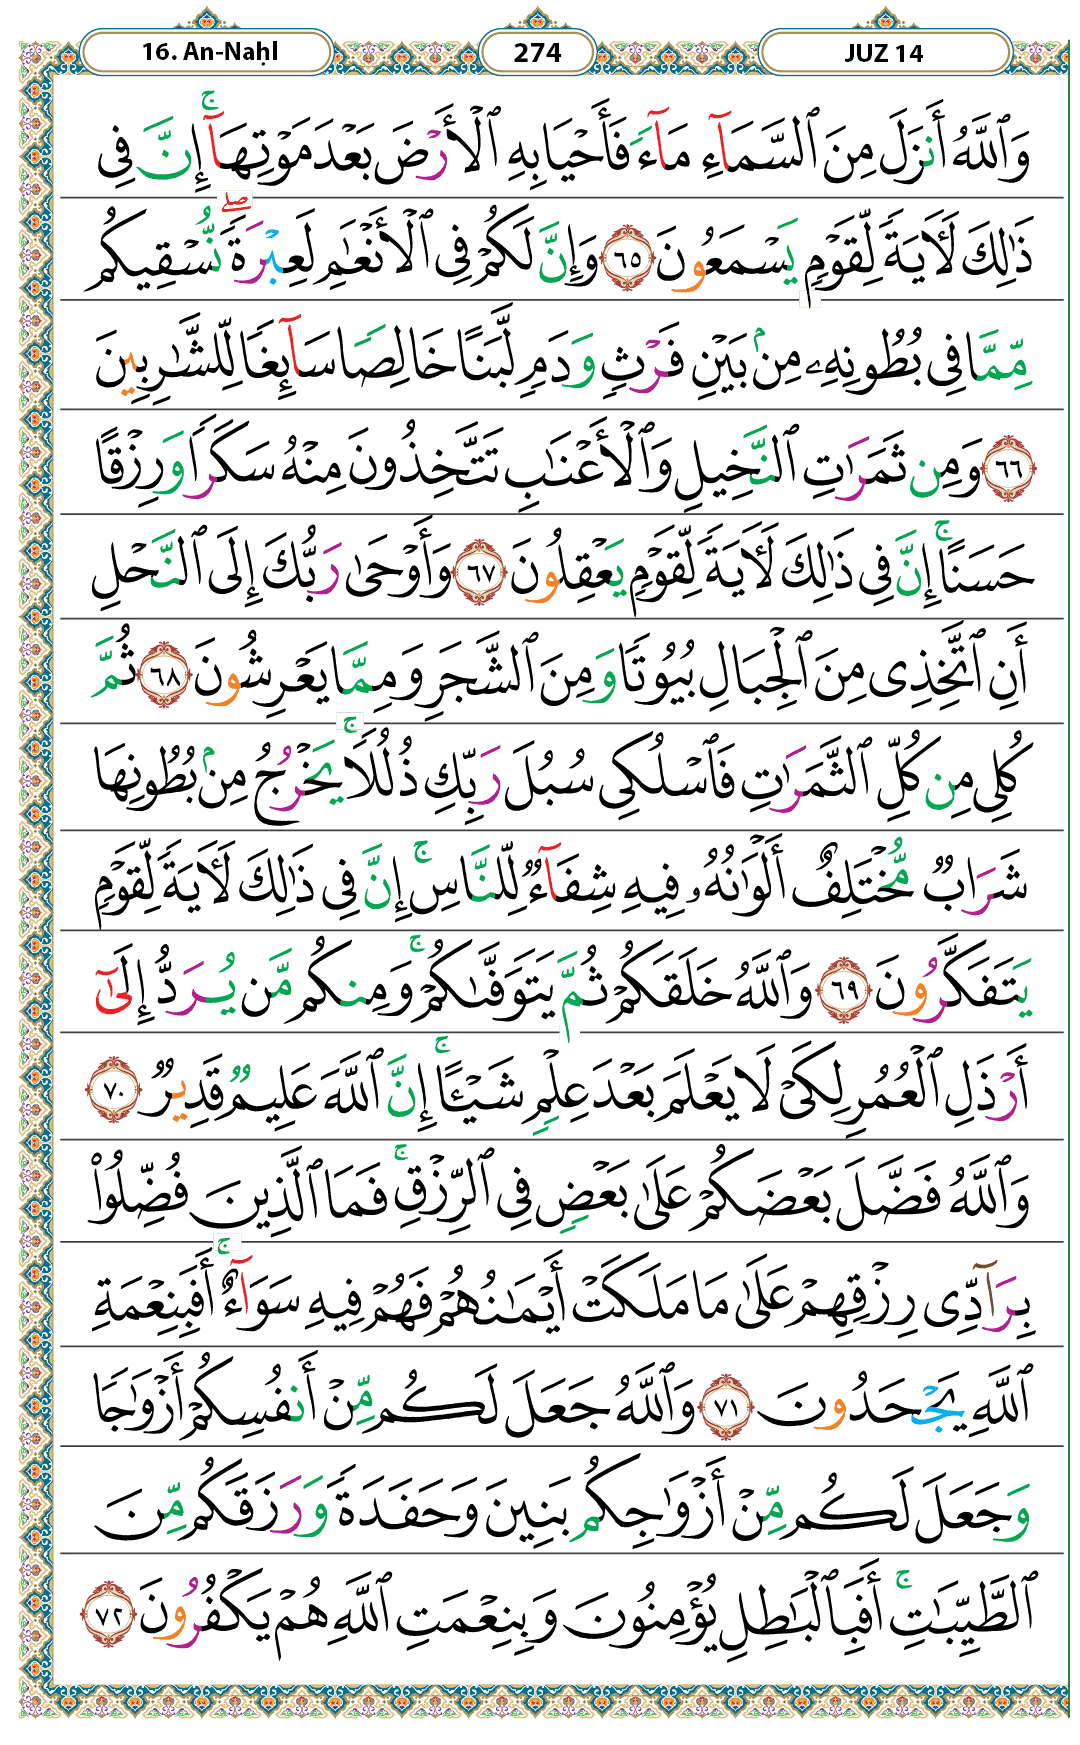 16. An-Naḥl 274 JUZ 14
وَٱللَّهُ أَنزَلَ مِنَ ٱلسَّمَآءِ مَآءً فَأَحْيَا بِهِ ٱلْأَرْضَ بَعْدَ مَوْتِهَآ ۚ إِنَّ فِى
ذَٰلِكَ لَـَٔايَةً لِّقَوْمٍ يَسْمَعُونَ ٦٥ وَإِنَّ لَكُمْ فِى ٱلْأَنْعَٰمِ لَعِبْرَةً ۖ نُّسْقِيكُم
مِّمَّا فِى بُطُونِهِۦ مِنۢ بَيْنِ فَرْثٍ وَدَمٍ لَّبَنًا خَالِصًا سَآئِغًا لِّلشَّٰرِبِينَ
٦٦ وَمِن ثَمَرَٰتِ ٱلنَّخِيلِ وَٱلْأَعْنَٰبِ تَتَّخِذُونَ مِنْهُ سَكَرًا وَرِزْقًا
حَسَنًا ۚ إِنَّ فِى ذَٰلِكَ لَـَٔايَةً لِّقَوْمٍ يَعْقِلُونَ ٦٧ وَأَوْحَىٰ رَبُّكَ إِلَى ٱلنَّحْلِ
أَنِ ٱتَّخِذِى مِنَ ٱلْجِبَالِ بُيُوتًا وَمِنَ ٱلشَّجَرِ وَمِمَّا يَعْرِشُونَ ٦٨ ثُمَّ
كُلِى مِن كُلِّ ٱلثَّمَرَٰتِ فَٱسْلُكِى سُبُلَ رَبِّكِ ذُلُلًا ۚ يَخْرُجُ مِنۢ بُطُونِهَا
شَرَابٌ مُّخْتَلِفٌ أَلْوَٰنُهُۥ فِيهِ شِفَآءٌ لِّلنَّاسِ ۚ إِنَّ فِى ذَٰلِكَ لَـَٔايَةً لِّقَوْمٍ
يَتَفَكَّرُونَ ٦٩ وَٱللَّهُ خَلَقَكُمْ ثُمَّ يَتَوَفَّىٰكُمْ ۚ وَمِنكُم مَّن يُرَدُّ إِلَىٰٓ
أَرْذَلِ ٱلْعُمُرِ لِكَىْ لَا يَعْلَمَ بَعْدَ عِلْمٍ شَيْـًٔا ۚ إِنَّ ٱللَّهَ عَلِيمٌ قَدِيرٌ ٧٠
وَٱللَّهُ فَضَّلَ بَعْضَكُمْ عَلَىٰ بَعْضٍ فِى ٱلرِّزْقِ ۚ فَمَا ٱلَّذِينَ فُضِّلُوا۟
بِرَآدِّى رِزْقِهِمْ عَلَىٰ مَا مَلَكَتْ أَيْمَٰنُهُمْ فَهُمْ فِيهِ سَوَآءٌ ۚ أَفَبِنِعْمَةِ
ٱللَّهِ يَجْحَدُونَ ٧١ وَٱللَّهُ جَعَلَ لَكُم مِّنْ أَنفُسِكُمْ أَزْوَٰجًا
وَجَعَلَ لَكُم مِّنْ أَزْوَٰجِكُم بَنِينَ وَحَفَدَةً وَرَزَقَكُم مِّنَ
ٱلطَّيِّبَٰتِ ۚ أَفَبِٱلْبَٰطِلِ يُؤْمِنُونَ وَبِنِعْمَتِ ٱللَّهِ هُمْ يَكْفُرُونَ ٧٢